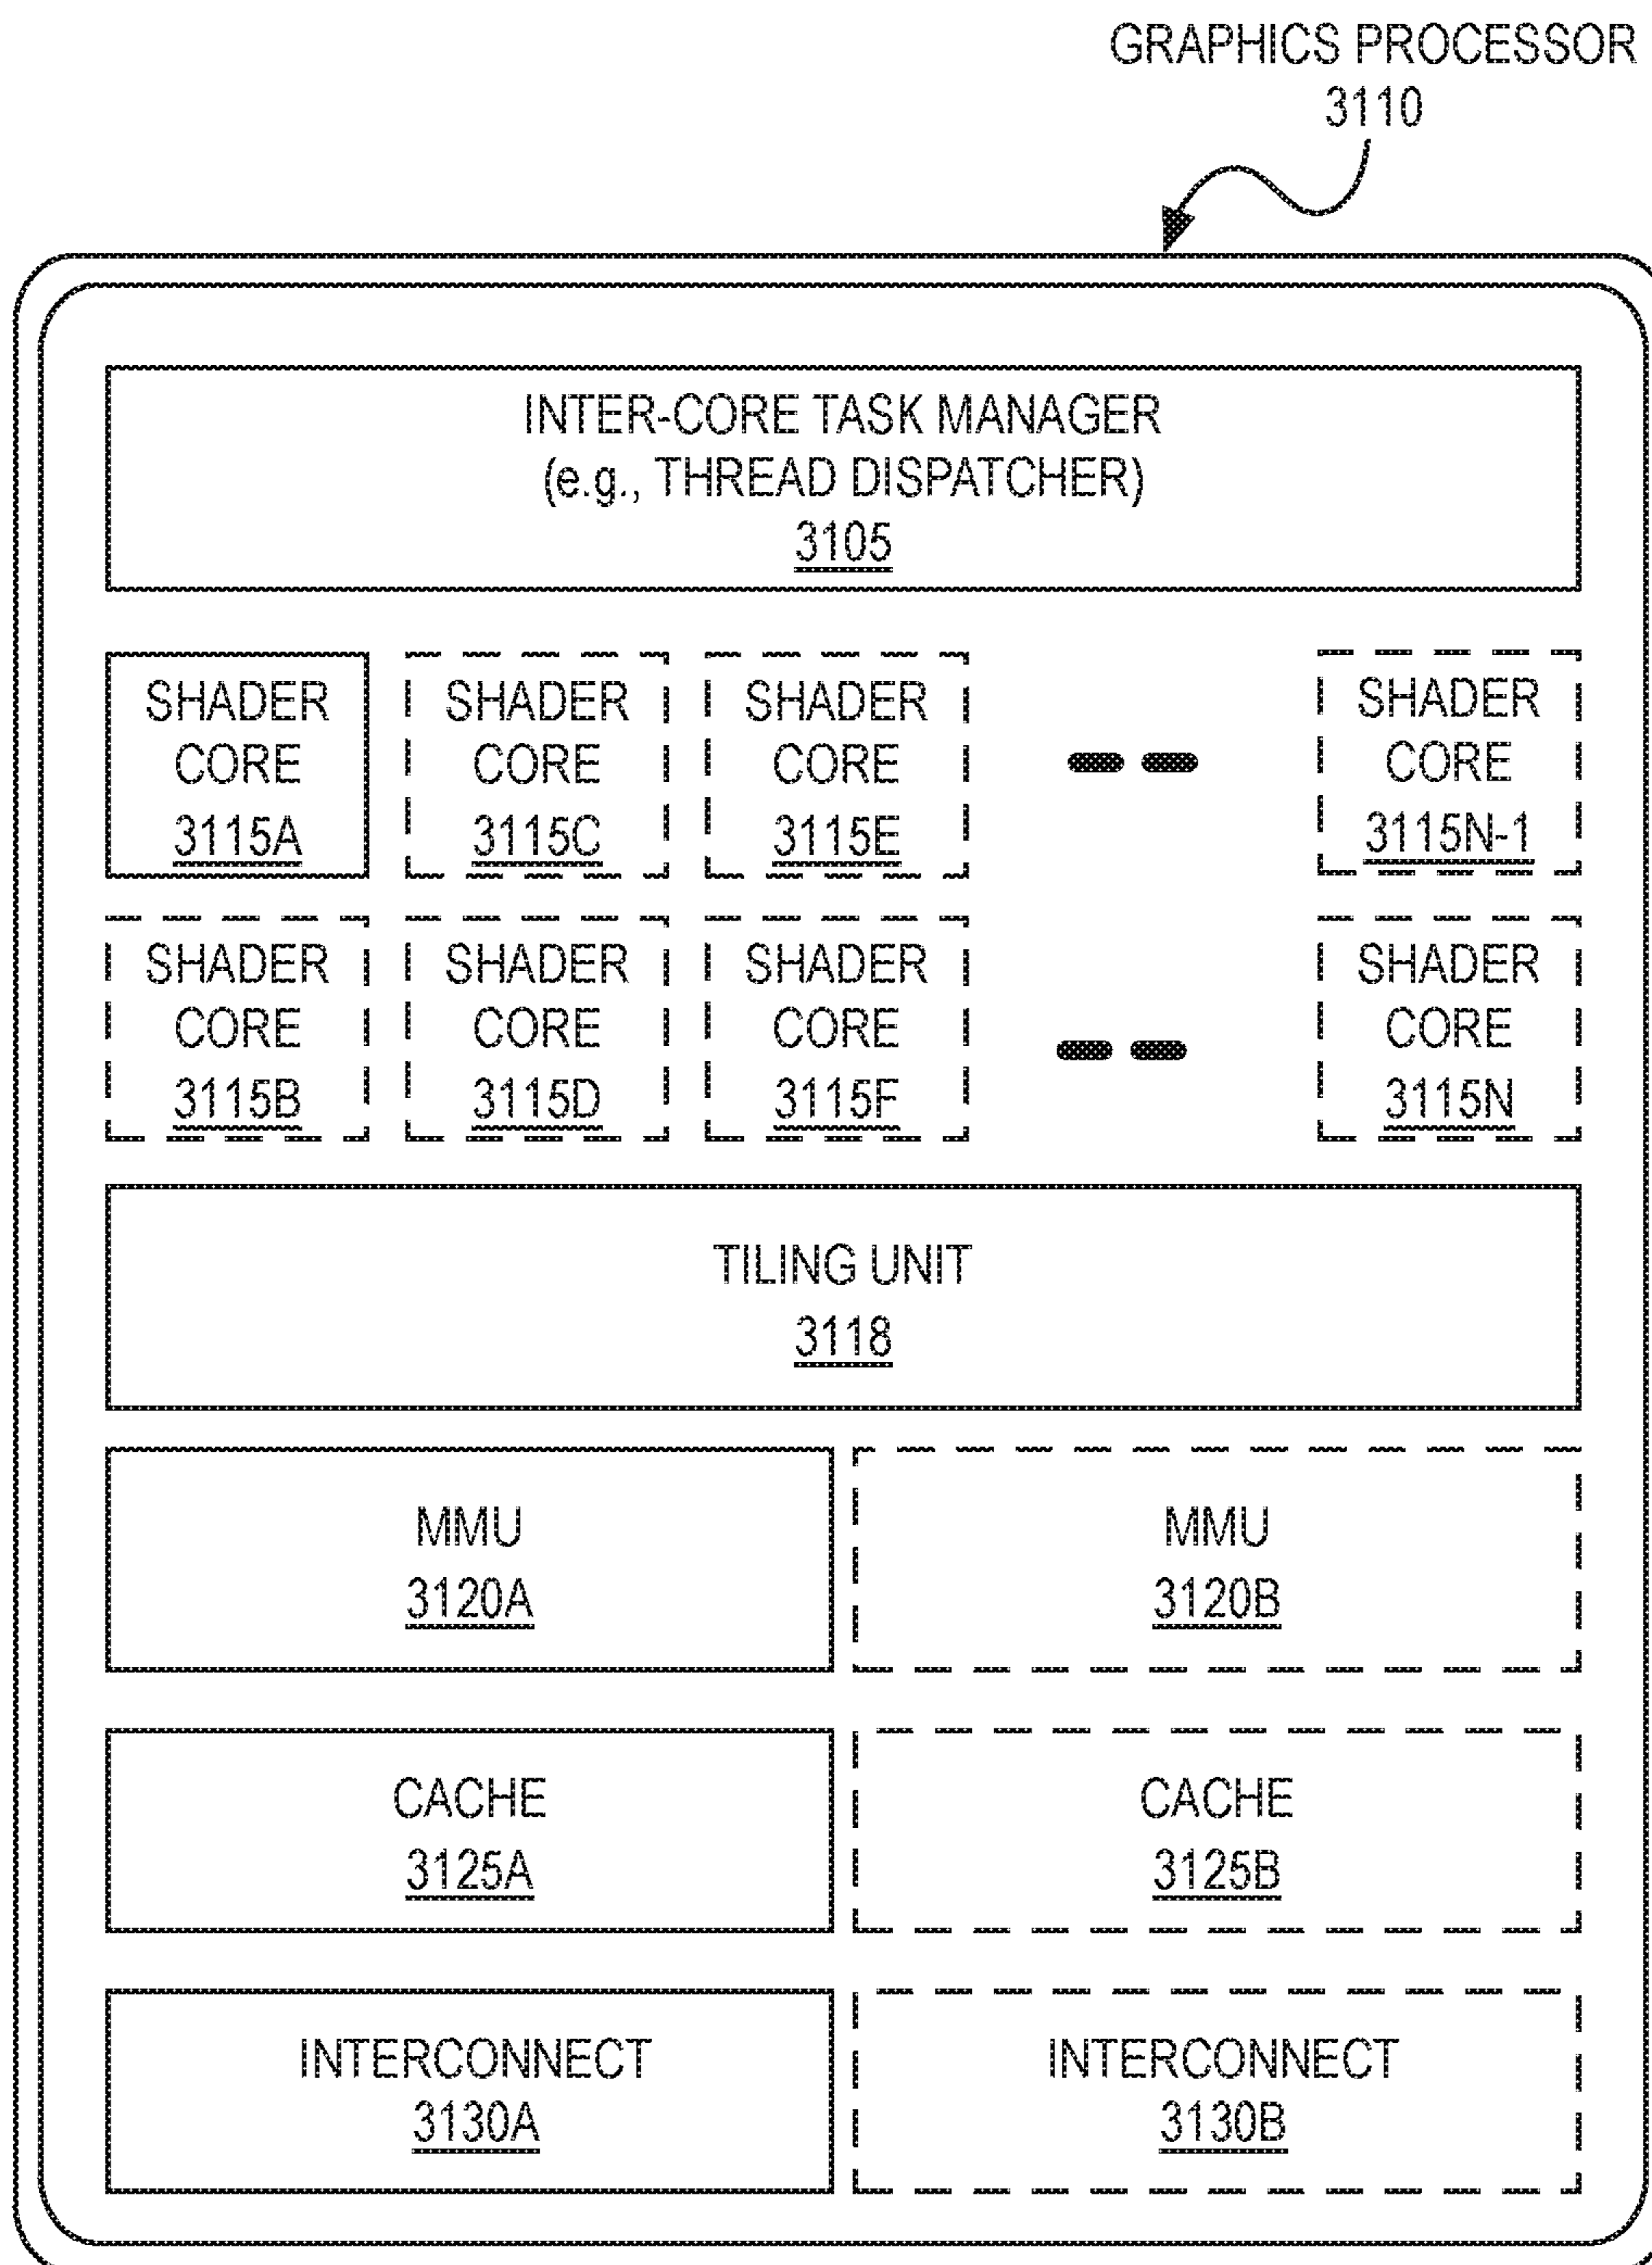 GRAPHICS PROCESSOR
3110
INTER-CORE TASK MANAGER
(e.g., THREAD DISPATCHER)
3105
SHADER
CORE
3115A
SHADER
CORE
3115C
SHADER
CORE
3115E
SHADER
CORE
3115N-1
SHADER
CORE
3115B
SHADER
CORE
3115D
SHADER
CORE
3115F
SHADER
CORE
3115N
TILING UNIT
3118
MMU
3120A
MMU
3120B
CACHE
3125A
CACHE
3125B
INTERCONNECT
3130A
INTERCONNECT
3130B